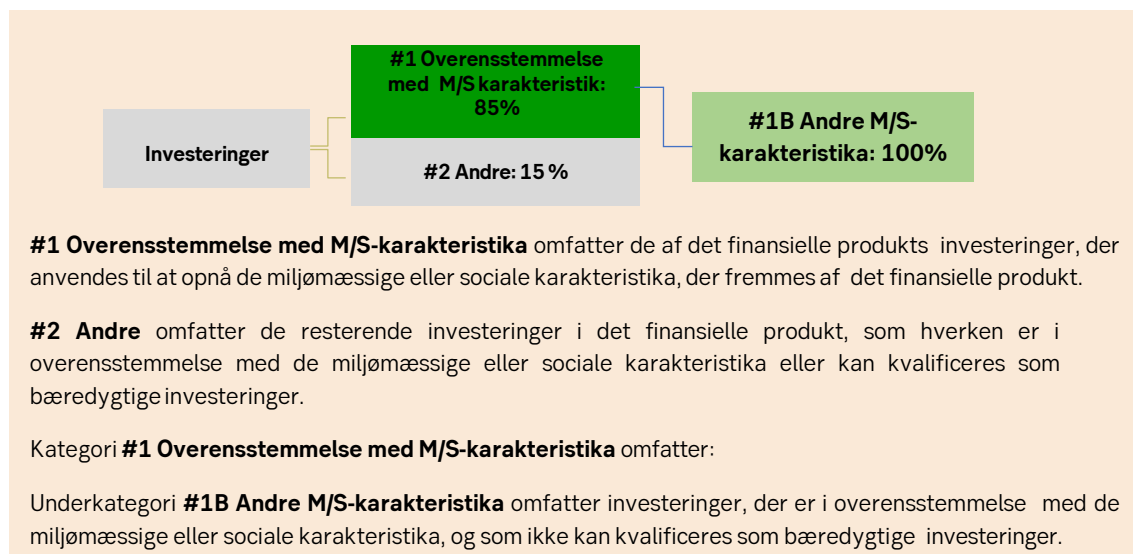 #1 Overensstemmelse
med M/S karakteristik:
85%
Investeringer
#2 Andre: 15 %
#1B Andre M/S-
karakteristika: 100%
#1 Overensstemmelse med M/S-karakteristika omfatter de af det finansielle produkts investeringer, der
anvendes til at opnå de miljømæssige eller sociale karakteristika, der fremmes af det finansielle produkt.
#2 Andre omfatter de resterende investeringer i det finansielle produkt, som hverken er i
overensstemmelse med de miljømæssige eller sociale karakteristika eller kan kvalificeres som
bæredygtige investeringer.
Kategori #1 Overensstemmelse med M/S-karakteristika omfatter:
Underkategori #1B Andre M/S-karakteristika omfatter investeringer, der er i overensstemmelse med de
miljømæssige eller sociale karakteristika, og som ikke kan kvalificeres som bæredygtige investeringer.